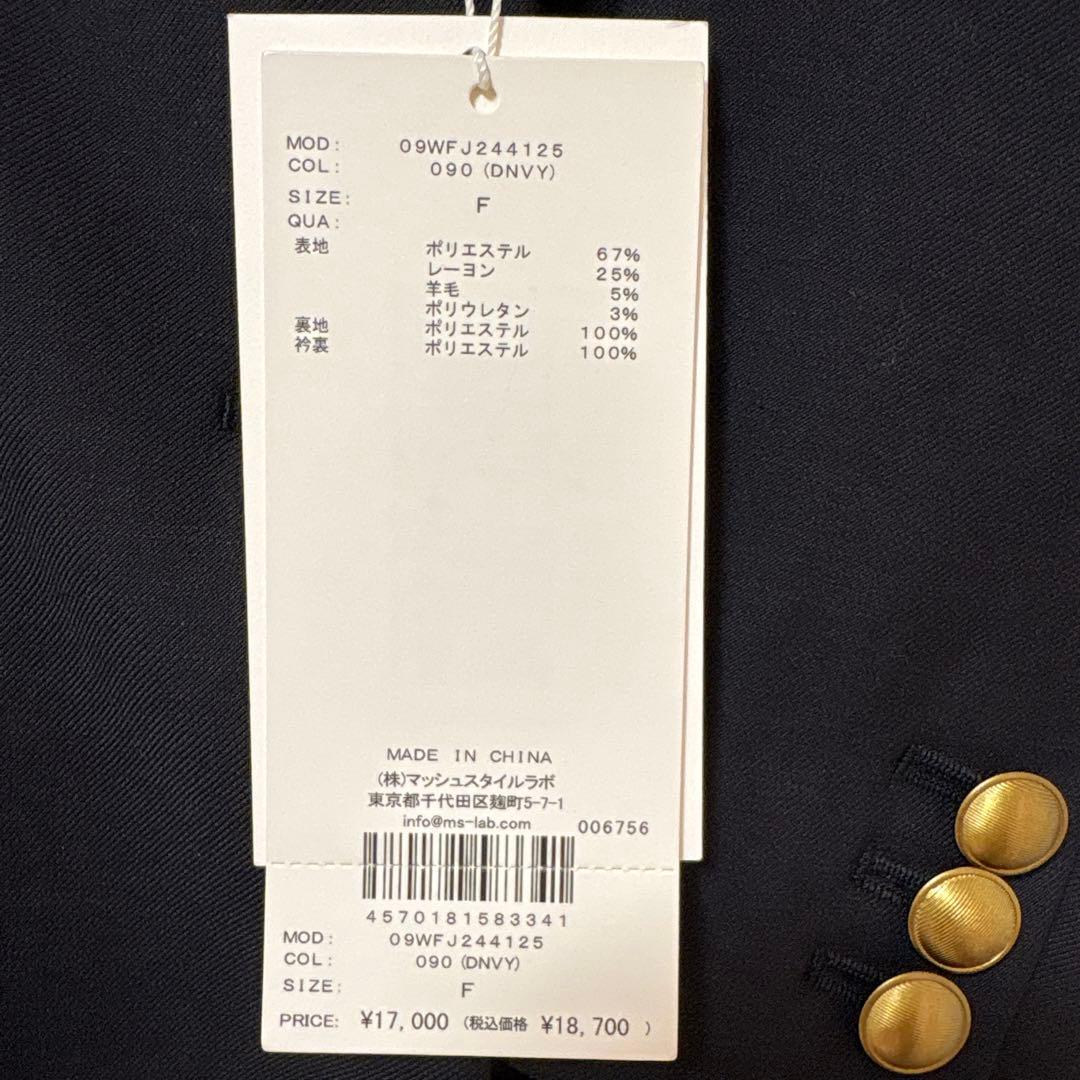 MOD: 09WFJ244125
COL: 090 (DNVY)
SIZE: F
QUA:
表地 ポリエステル 67%
レーヨン 25%
羊毛 5%
ポリウレタン 3%
裏地 ポリエステル 100%
衿裏 ポリエステル 100%
MADE IN CHINA
(株)マッシュスタイルラボ
東京都千代田区麹町5-7-1
info@ms-lab.com 006756
4570181583341
MOD: 09WFJ244125
COL: 090 (DNVY)
SIZE: F
PRICE: ¥17,000 (税込価格 ¥18,700 )